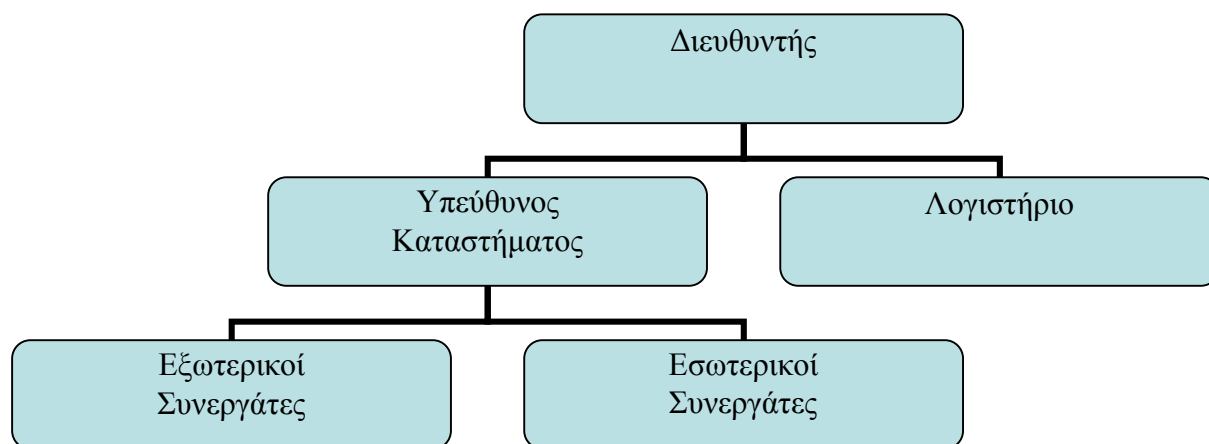 Διευθυντής
Υπεύθυνος
Καταστήματος
Λογιστήριο
Εξωτερικοί
Συνεργάτες
Εσωτερικοί
Συνεργάτες